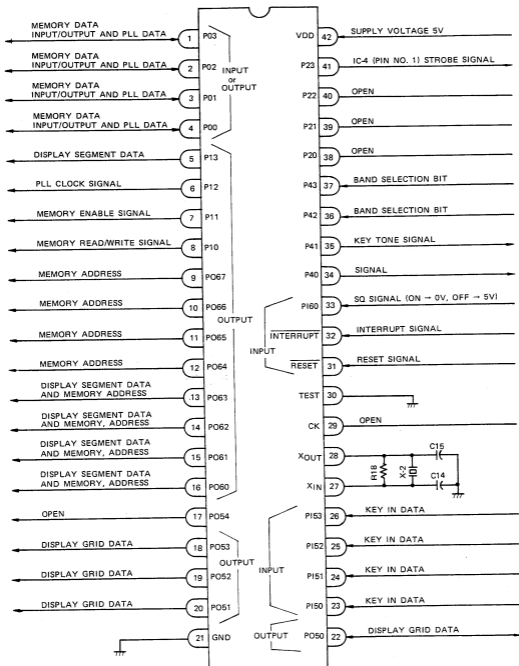 MEMORY DATA
INPUT/OUTPUT AND PLL DATA
1 P03
MEMORY DATA
INPUT/OUTPUT AND PLL DATA
2 P02
MEMORY DATA
INPUT/OUTPUT AND PLL DATA
3 P01
MEMORY DATA
INPUT/OUTPUT AND PLL DATA
4 P00
INPUT
or
OUTPUT
DISPLAY SEGMENT DATA
5 P13
PLL CLOCK SIGNAL
6 P12
MEMORY ENABLE SIGNAL
7 P11
MEMORY READ/WRITE SIGNAL
8 P10
MEMORY ADDRESS
9 PO67
MEMORY ADDRESS
10 PO66
OUTPUT
MEMORY ADDRESS
11 PO65
MEMORY ADDRESS
12 PO64
DISPLAY SEGMENT DATA
AND MEMORY ADDRESS
13 PO63
DISPLAY SEGMENT DATA
AND MEMORY, ADDRESS
14 PO62
DISPLAY SEGMENT DATA
AND MEMORY, ADDRESS
15 PO61
DISPLAY SEGMENT DATA
AND MEMORY, ADDRESS
16 PO60
OPEN
17 PO54
DISPLAY GRID DATA
18 PO53
OUTPUT
DISPLAY GRID DATA
19 PO52
DISPLAY GRID DATA
20 PO51
21 GND
VDD 42
SUPPLY VOLTAGE 5V
P23 41
IC-4 (PIN NO. 1) STROBE SIGNAL
P22 40
OPEN
P21 39
OPEN
P20 38
OPEN
P43 37
BAND SELECTION BIT
P42 36
BAND SELECTION BIT
P41 35
KEY TONE SIGNAL
P40 34
SIGNAL
PI60 33
SQ SIGNAL (ON → 0V, OFF → 5V)
INTERRUPT 32
INTERRUPT SIGNAL
INPUT
RESET 31
RESET SIGNAL
TEST 30
CK 29
OPEN
XOUT 28
C15
R18
X-2
XIN 27
C14
PI53 26
KEY IN DATA
PI52 25
KEY IN DATA
INPUT
PI51 24
KEY IN DATA
PI50 23
KEY IN DATA
OUTPUT
PO50 22
DISPLAY GRID DATA